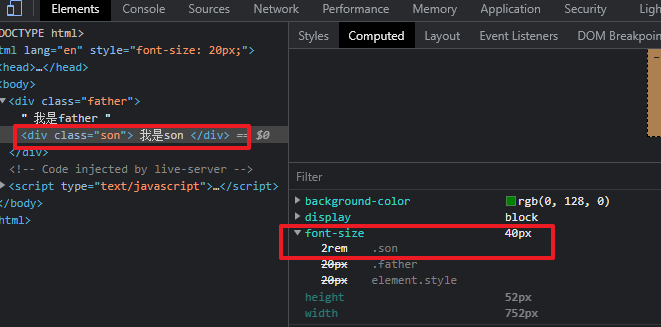 Elements Console Sources Network Performance Memory Application Security Ligh
DOCTYPE html>
tml lang="en" style="font-size: 20px;">
<head>…</head>
<body>
<div class="father">
" 我是father "
<div class="son"> 我是son </div> == $0
</div>
<!-- Code injected by live-server -->
<script type="text/javascript">…</script>
</body>
html>
Styles Computed Layout Event Listeners DOM Breakpoin
Filter
background-color rgb(0, 128, 0)
display block
font-size 40px
2rem .son
20px .father
20px element.style
height 52px
width 752px